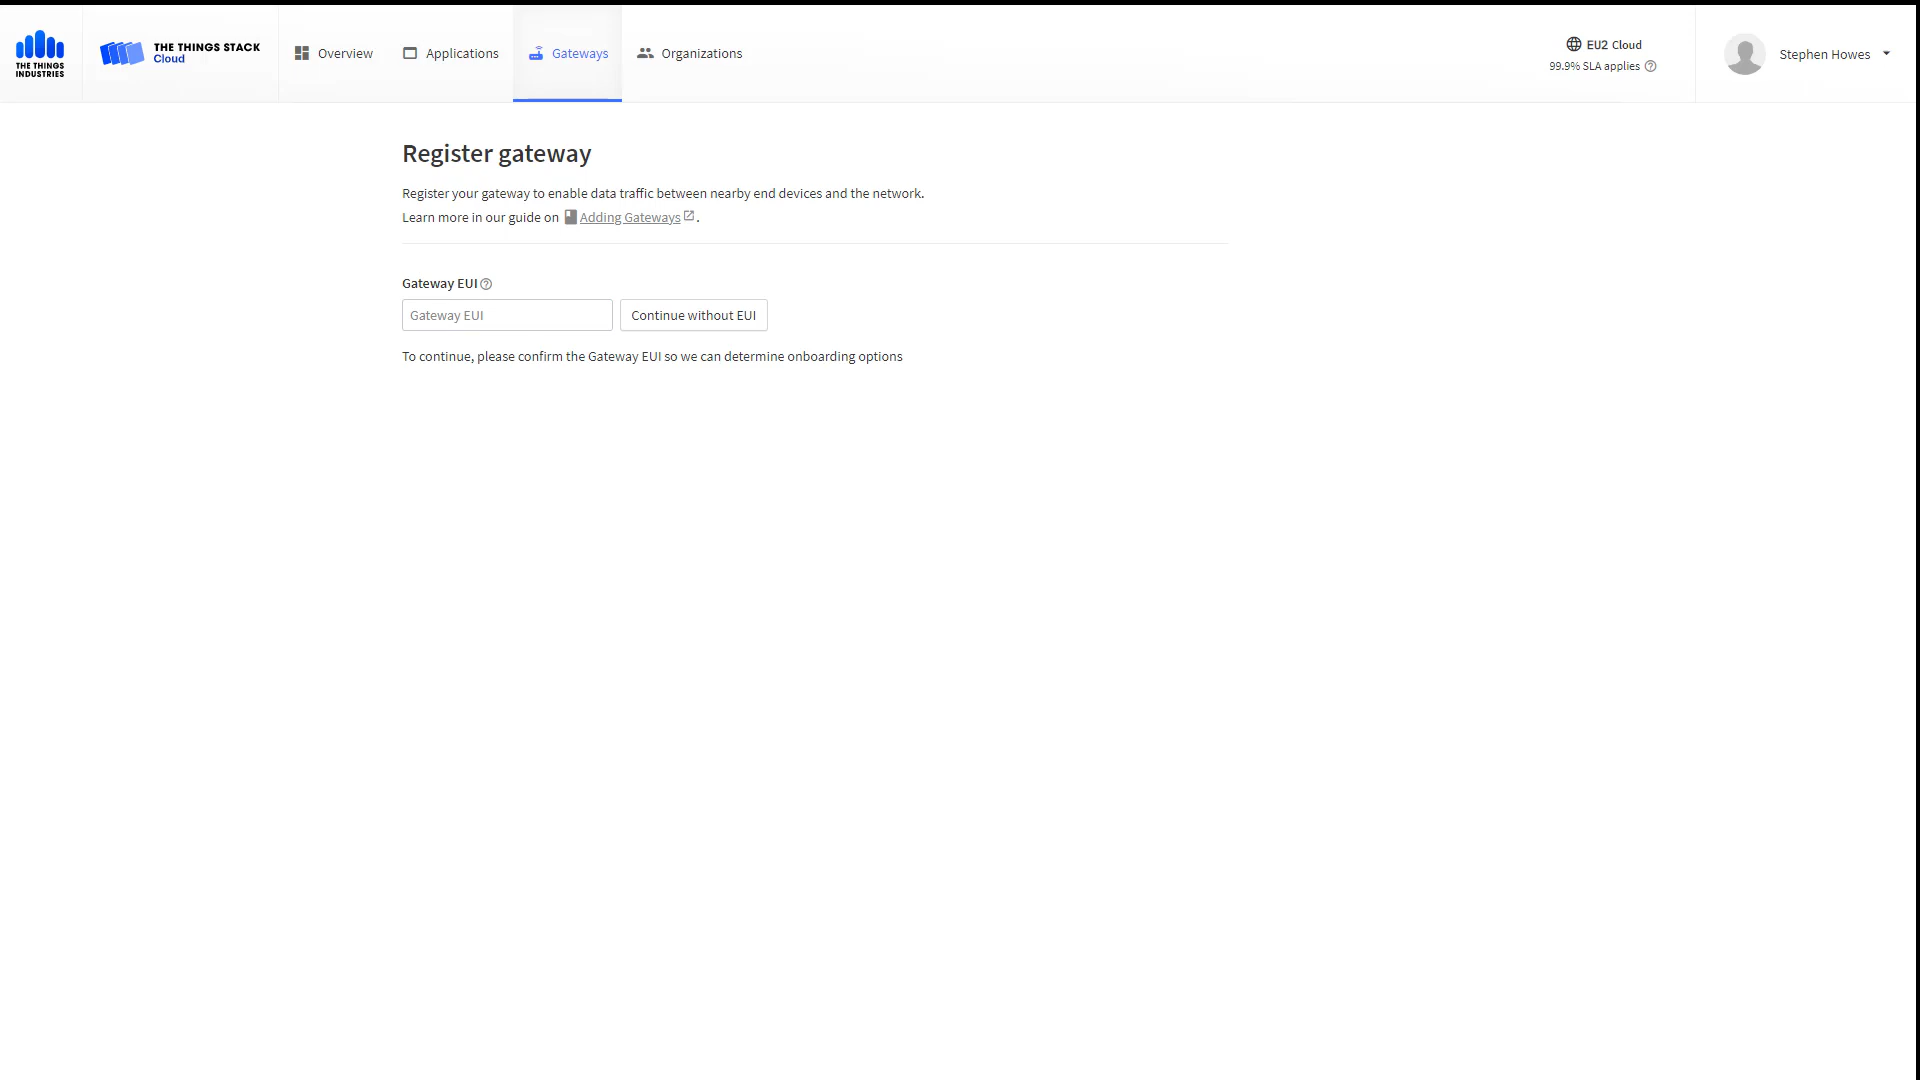 THE THINGS INDUSTRIES
THE THINGS STACK
Cloud
Overview
Applications
Gateways
Organizations
EU2 Cloud
99.9% SLA applies
Stephen Howes
Register gateway
Register your gateway to enable data traffic between nearby end devices and the network.
Learn more in our guide on Adding Gateways .
Gateway EUI
Gateway EUI
Continue without EUI
To continue, please confirm the Gateway EUI so we can determine onboarding options